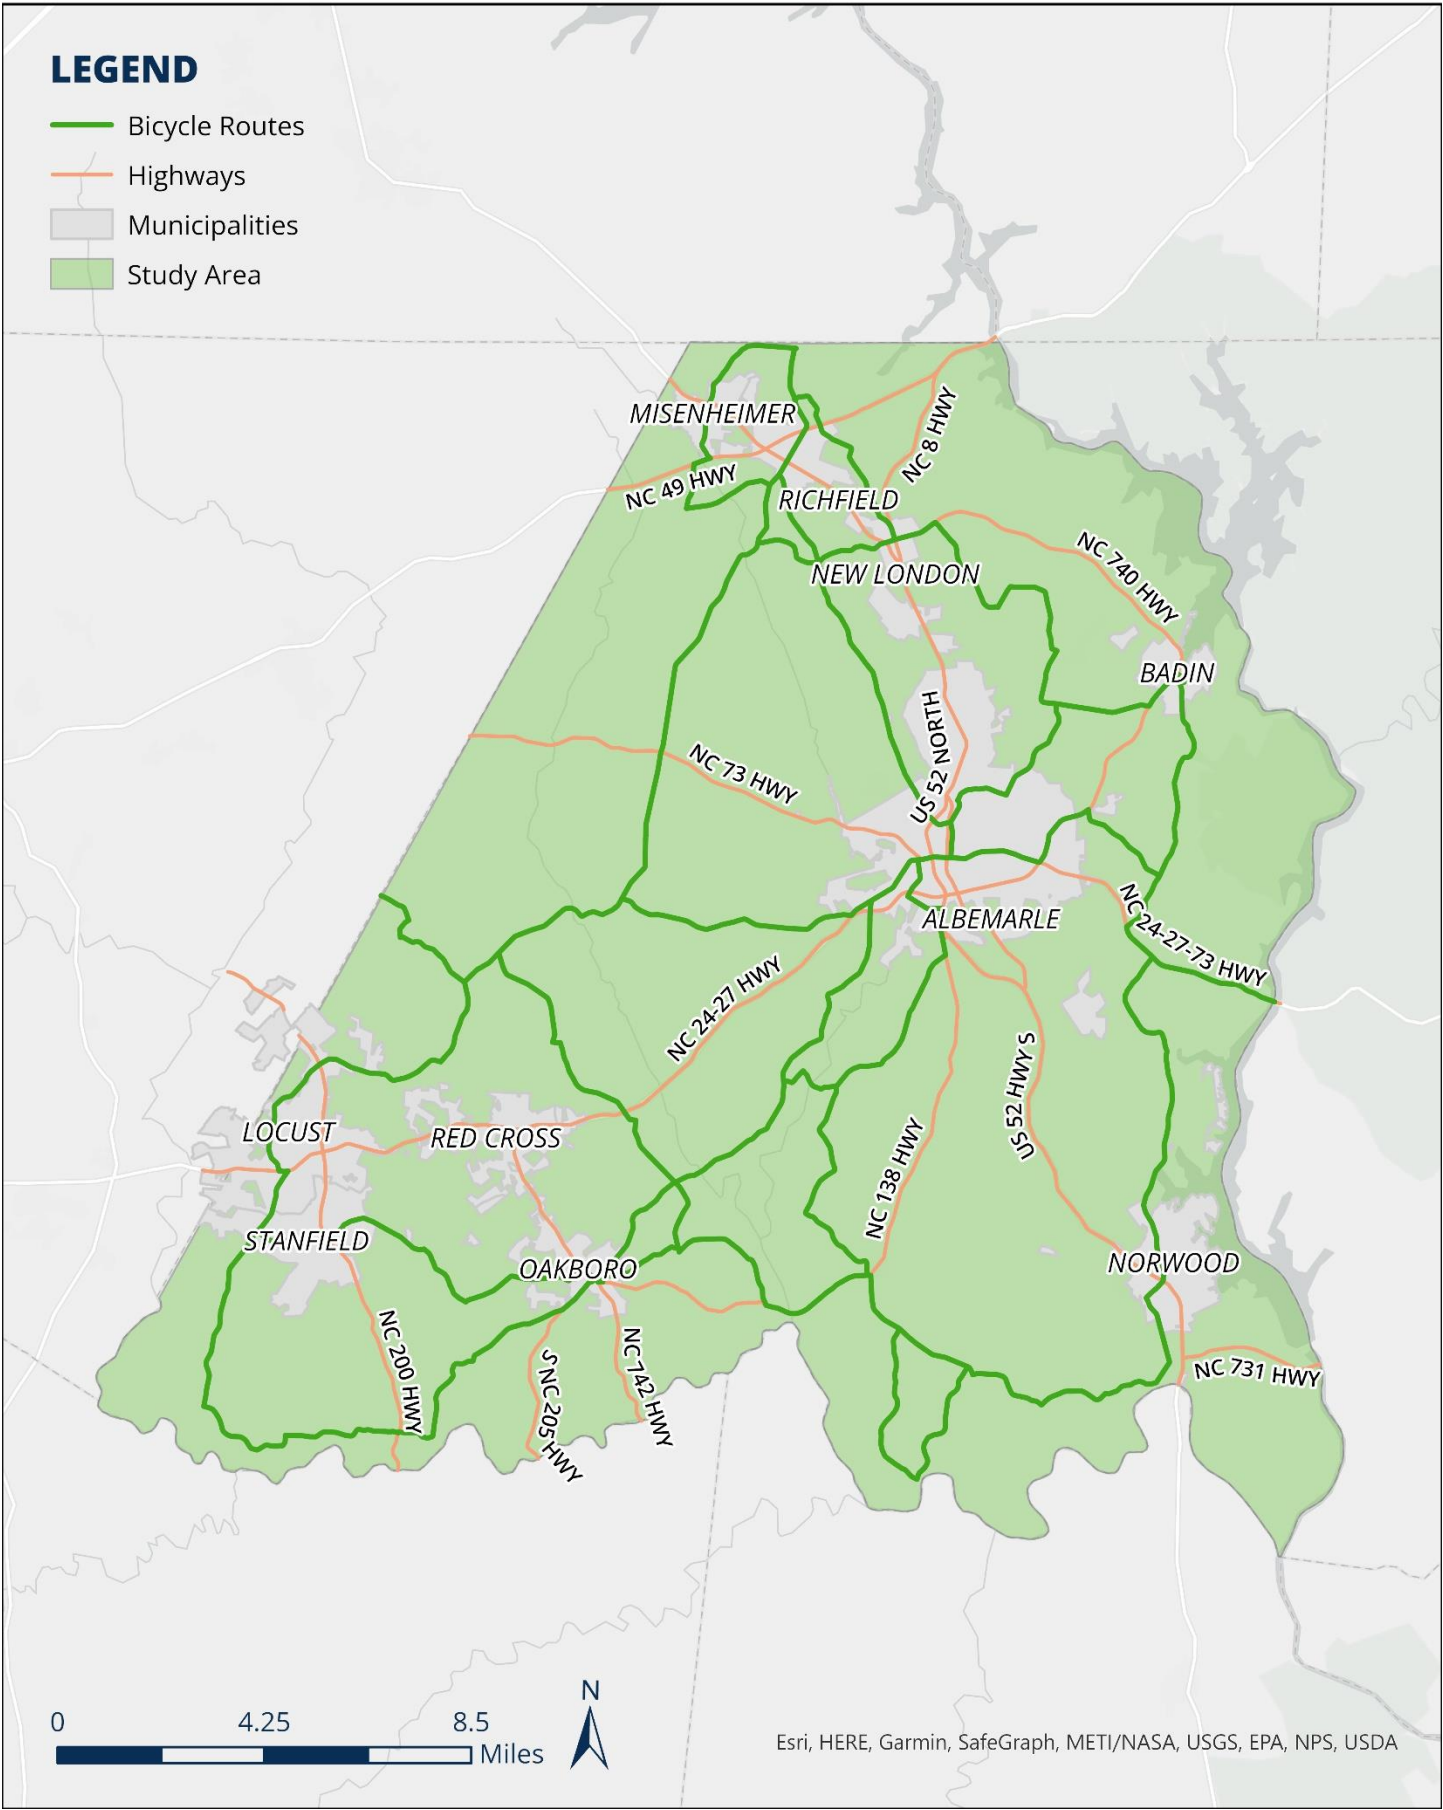 LEGEND
Bicycle Routes
Highways
Municipalities
Study Area
MISENHEIMER
NC 8 HWY
NC 49 HWY
RICHFIELD
NC 740 HWY
NEW LONDON
BADIN
US 52 NORTH
NC 73 HWY
ALBEMARLE
NC 24-27-73 HWY
NC 24-27 HWY
US 52 HWY S
LOCUST
RED CROSS
NC 138 HWY
STANFIELD
OAKBORO
NORWOOD
NC 200 HWY
S NC 205 HWY
NC 742 HWY
NC 731 HWY
N
0 4.25 8.5
Miles
Esri, HERE, Garmin, SafeGraph, METI/NASA, USGS, EPA, NPS, USDA